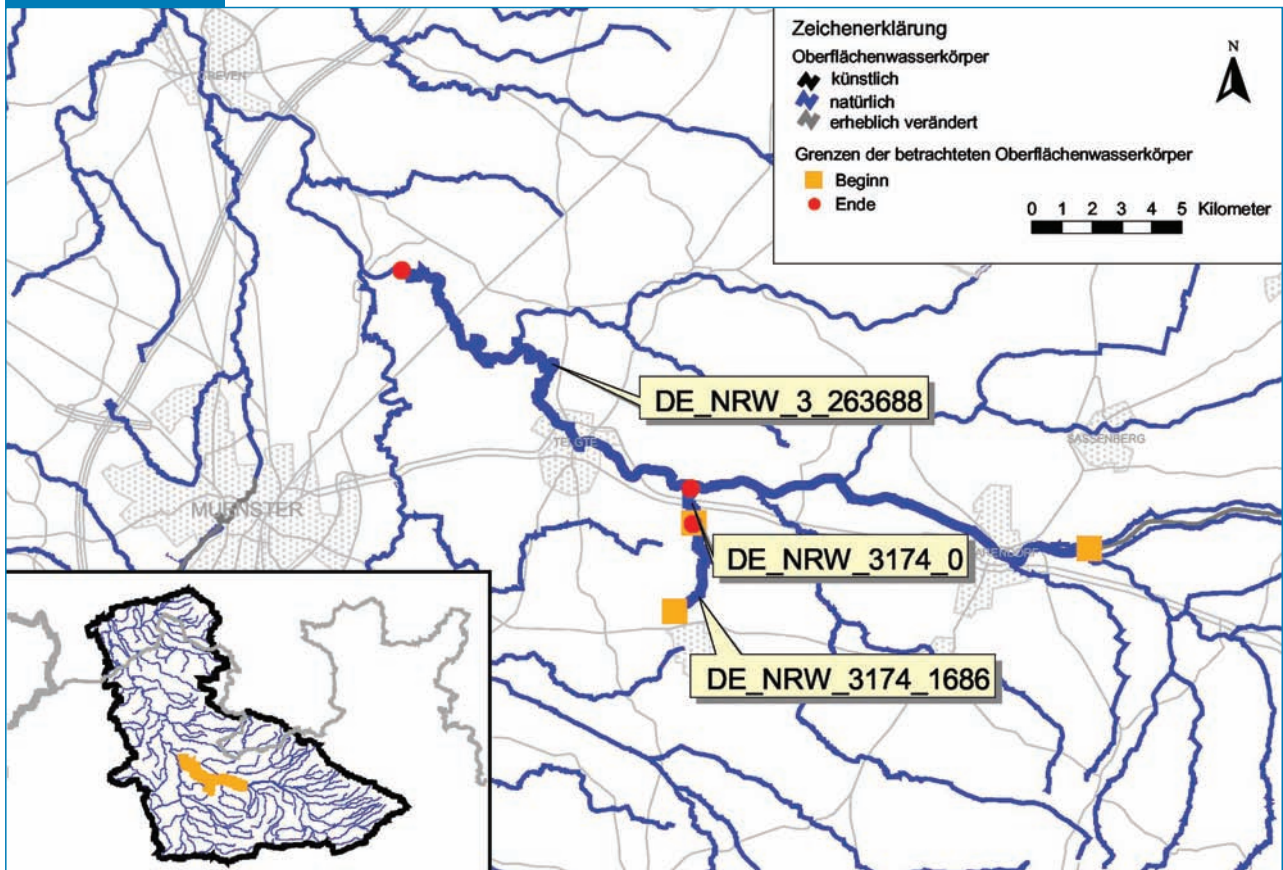 Zeichenerklärung
N
Oberflächenwasserkörper
künstlich
natürlich
erheblich verändert
Grenzen der betrachteten Oberflächenwasserkörper
Beginn
Ende
0 1 2 3 4 5 Kilometer
DE_NRW_3_263688
TELGTE
SASSENBERG
MUENSTER
DE_NRW_3174_0
DE_NRW_3174_1686